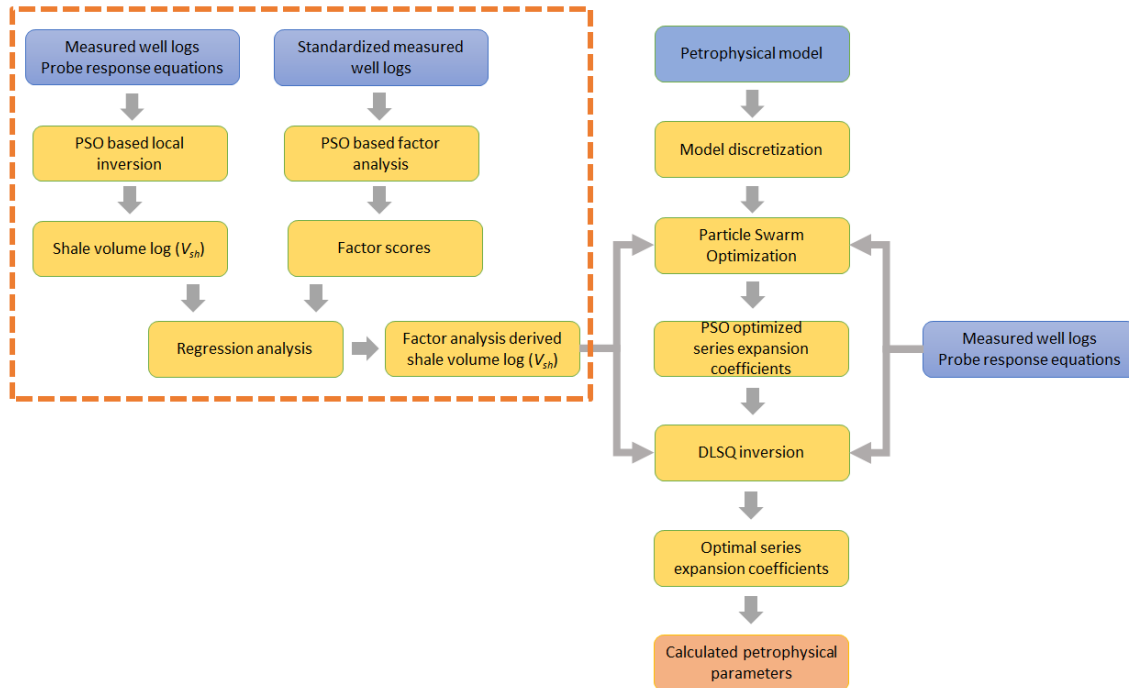 Measured well logs
Probe response equations
Standardized measured
well logs
PSO based local
inversion
PSO based factor
analysis
Shale volume log (Vsh)
Factor scores
Regression analysis
Factor analysis derived
shale volume log (Vsh)
Petrophysical model
Model discretization
Particle Swarm
Optimization
PSO optimized
series expansion
coefficients
DLSQ inversion
Optimal series
expansion coefficients
Calculated petrophysical
parameters
Measured well logs
Probe response equations